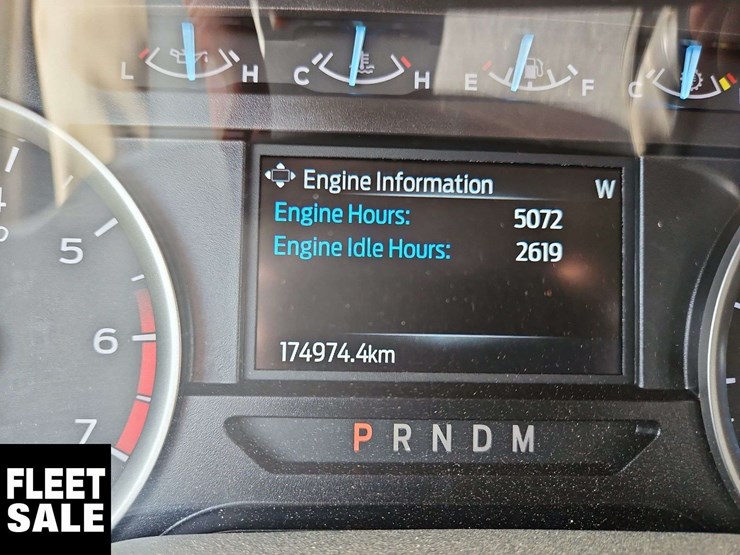 L H C H E F C
Engine Information W
Engine Hours: 5072
Engine Idle Hours: 2619
174974.4km
5
6
7
P R N D M
FLEET
SALE